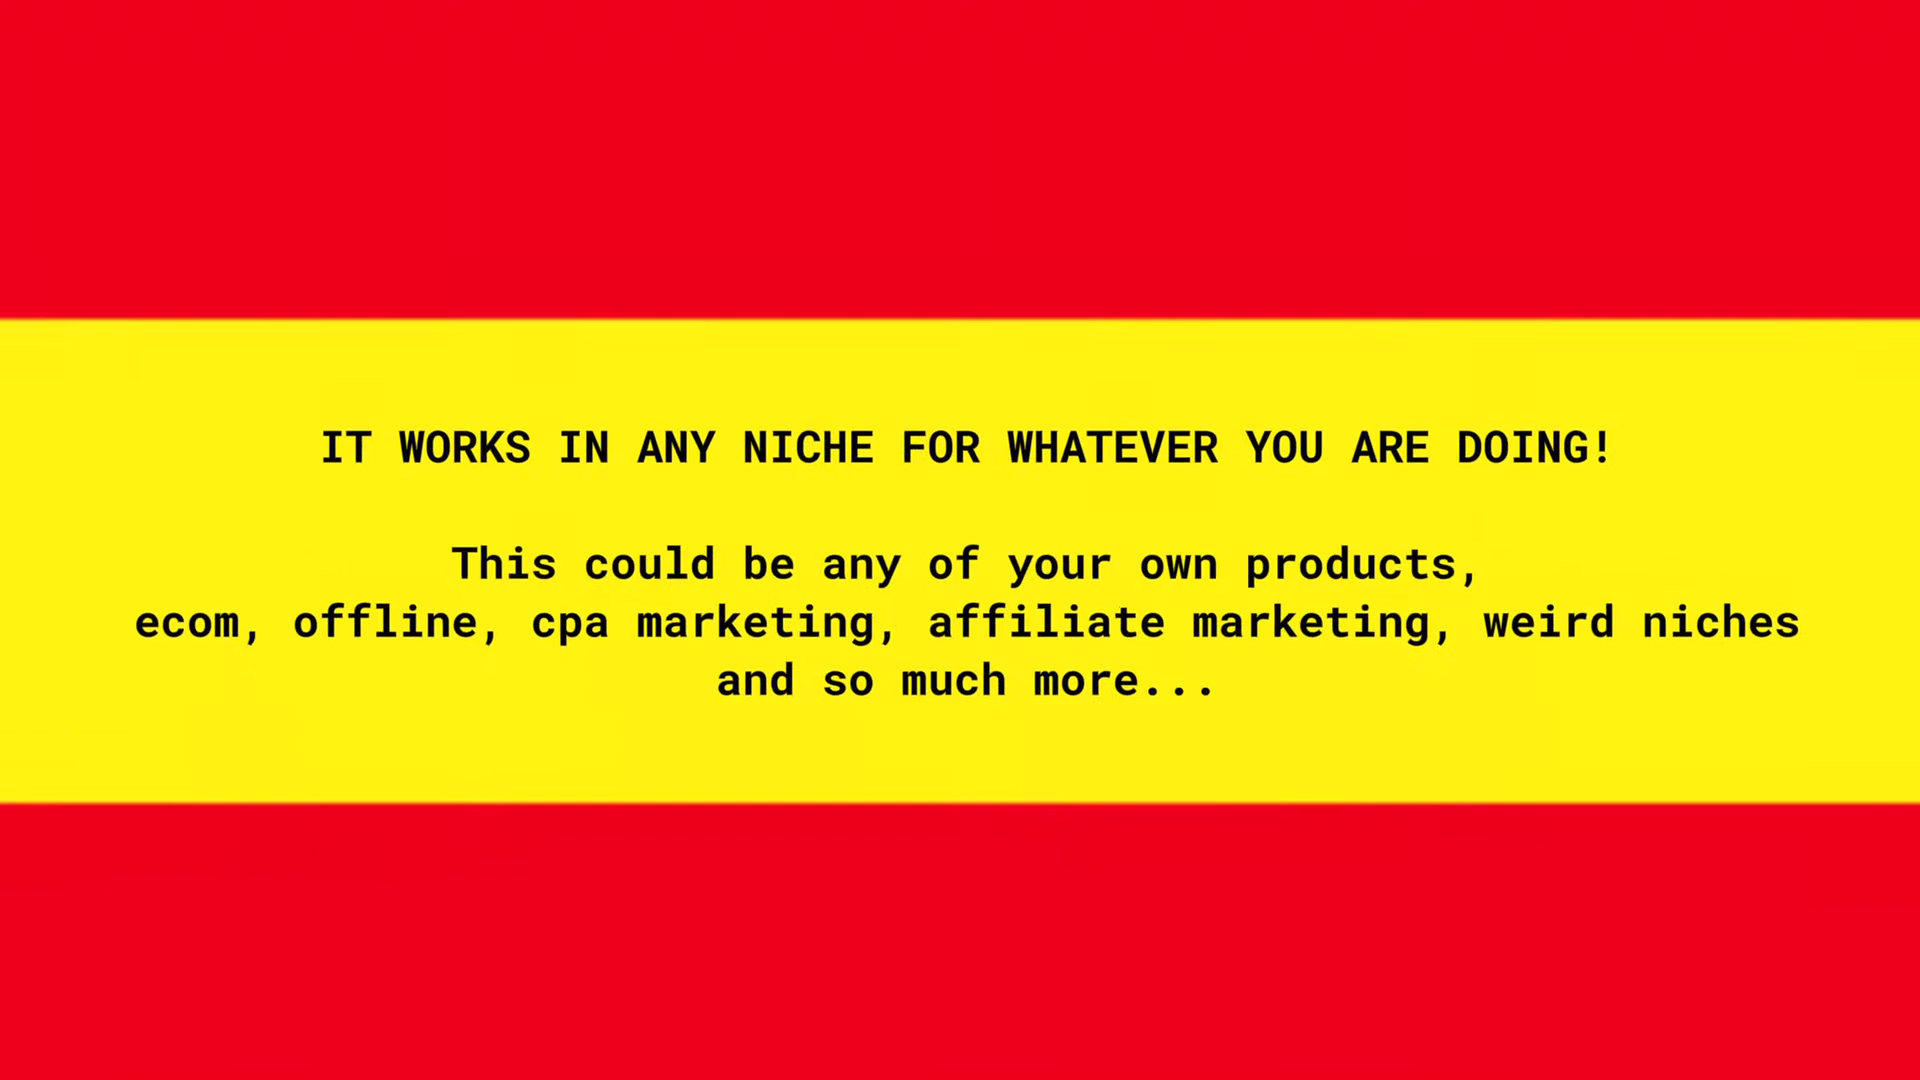 IT WORKS IN ANY NICHE FOR WHATEVER YOU ARE DOING!
This could be any of your own products,
ecom, offline, cpa marketing, affiliate marketing, weird niches
and so much more...